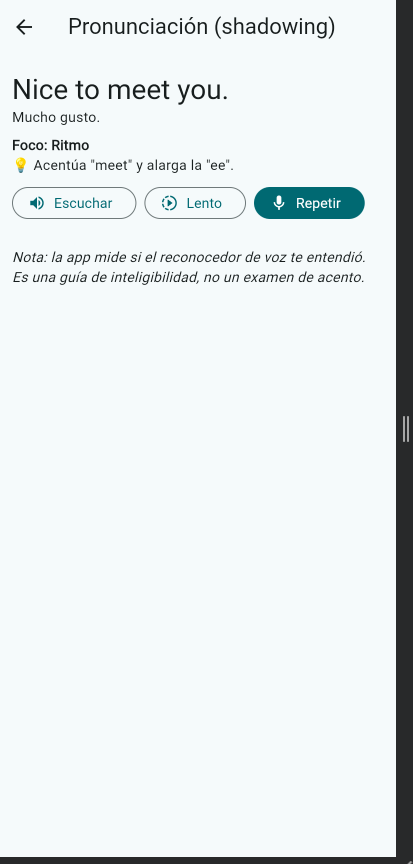 Pronunciación (shadowing)
Nice to meet you.
Mucho gusto.
Foco: Ritmo
💡 Acentúa "meet" y alarga la "ee".
Escuchar
Lento
Repetir
Nota: la app mide si el reconocedor de voz te entendió.
Es una guía de inteligibilidad, no un examen de acento.